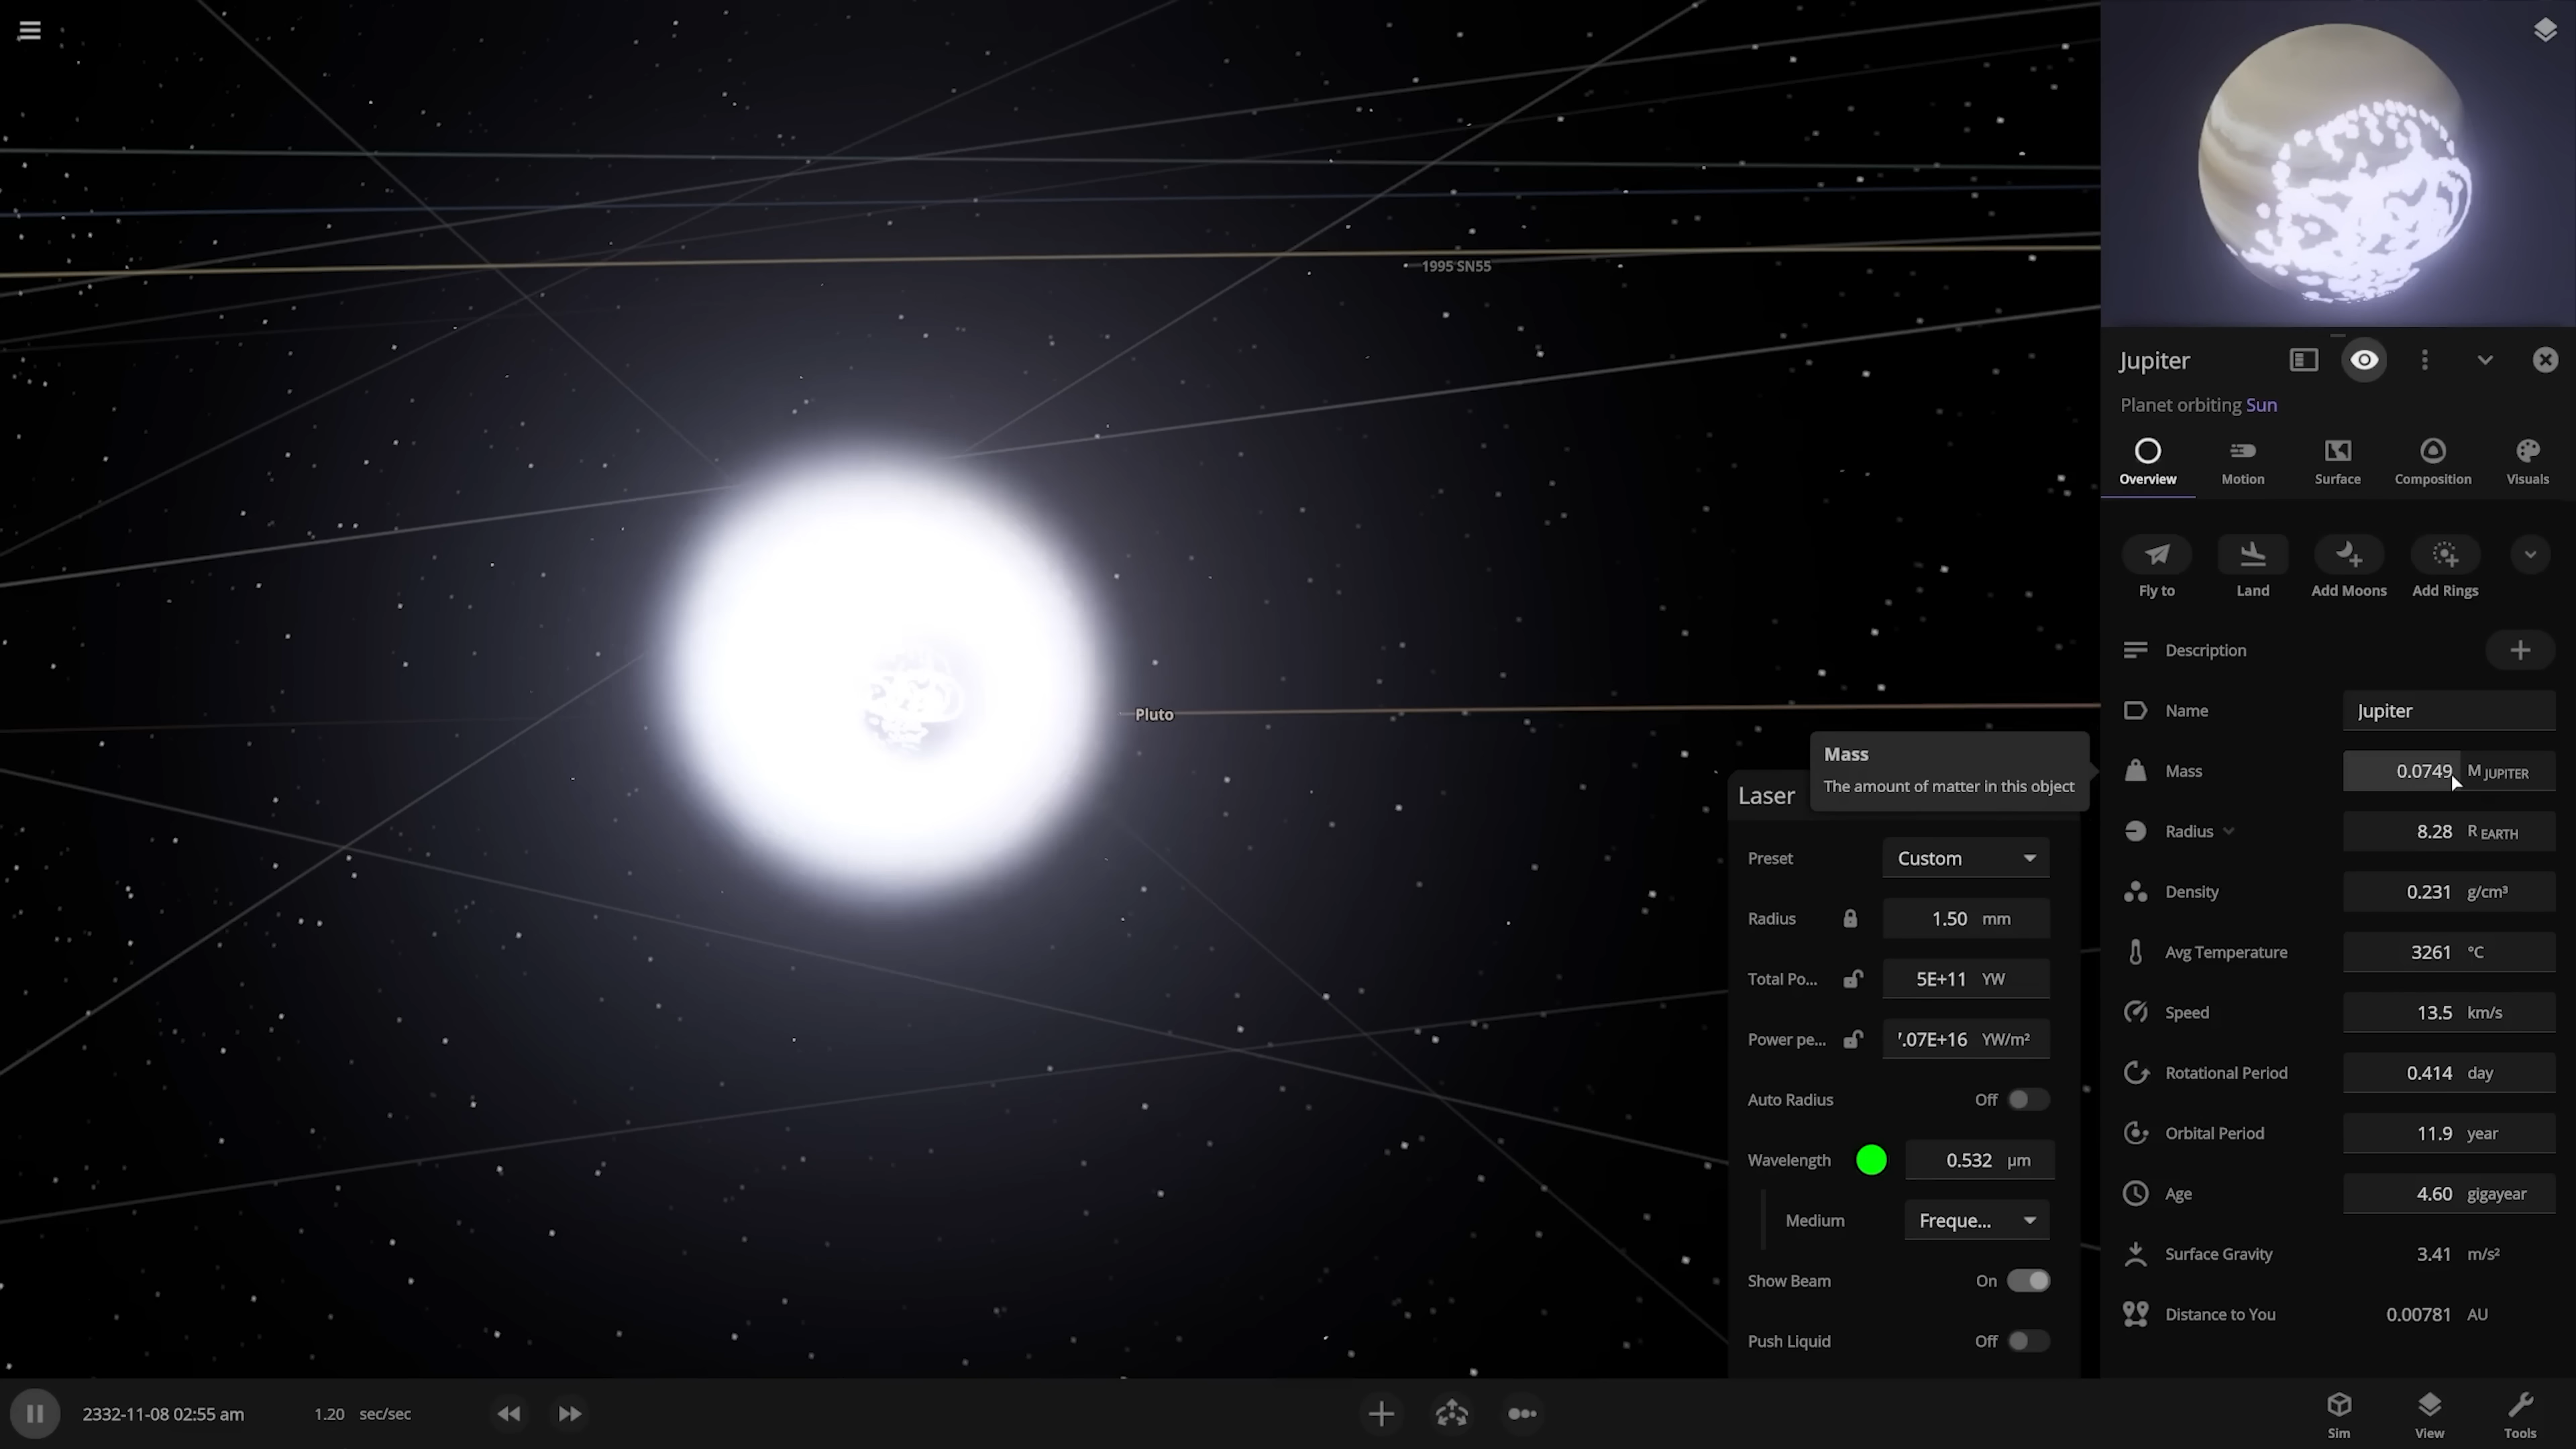 1995 SN55
Pluto
Jupiter
Planet orbiting Sun
Overview Motion Surface Composition Visuals
Fly to Land Add Moons Add Rings
Description
Name Jupiter
Mass 0.0749 M JUPITER
Radius 8.28 R EARTH
Density 0.231 g/cm³
Avg Temperature 3261 °C
Speed 13.5 km/s
Rotational Period 0.414 day
Orbital Period 11.9 year
Age 4.60 gigayear
Surface Gravity 3.41 m/s²
Distance to You 0.00781 AU
Mass
The amount of matter in this object
Laser
Preset Custom
Radius 1.50 mm
Total Po... 5E+11 YW
Power pe... .07E+16 YW/m²
Auto Radius Off
Wavelength 0.532 µm
Medium Freque...
Show Beam On
Push Liquid Off
2332-11-08 02:55 am 1.20 sec/sec
Sim View Tools